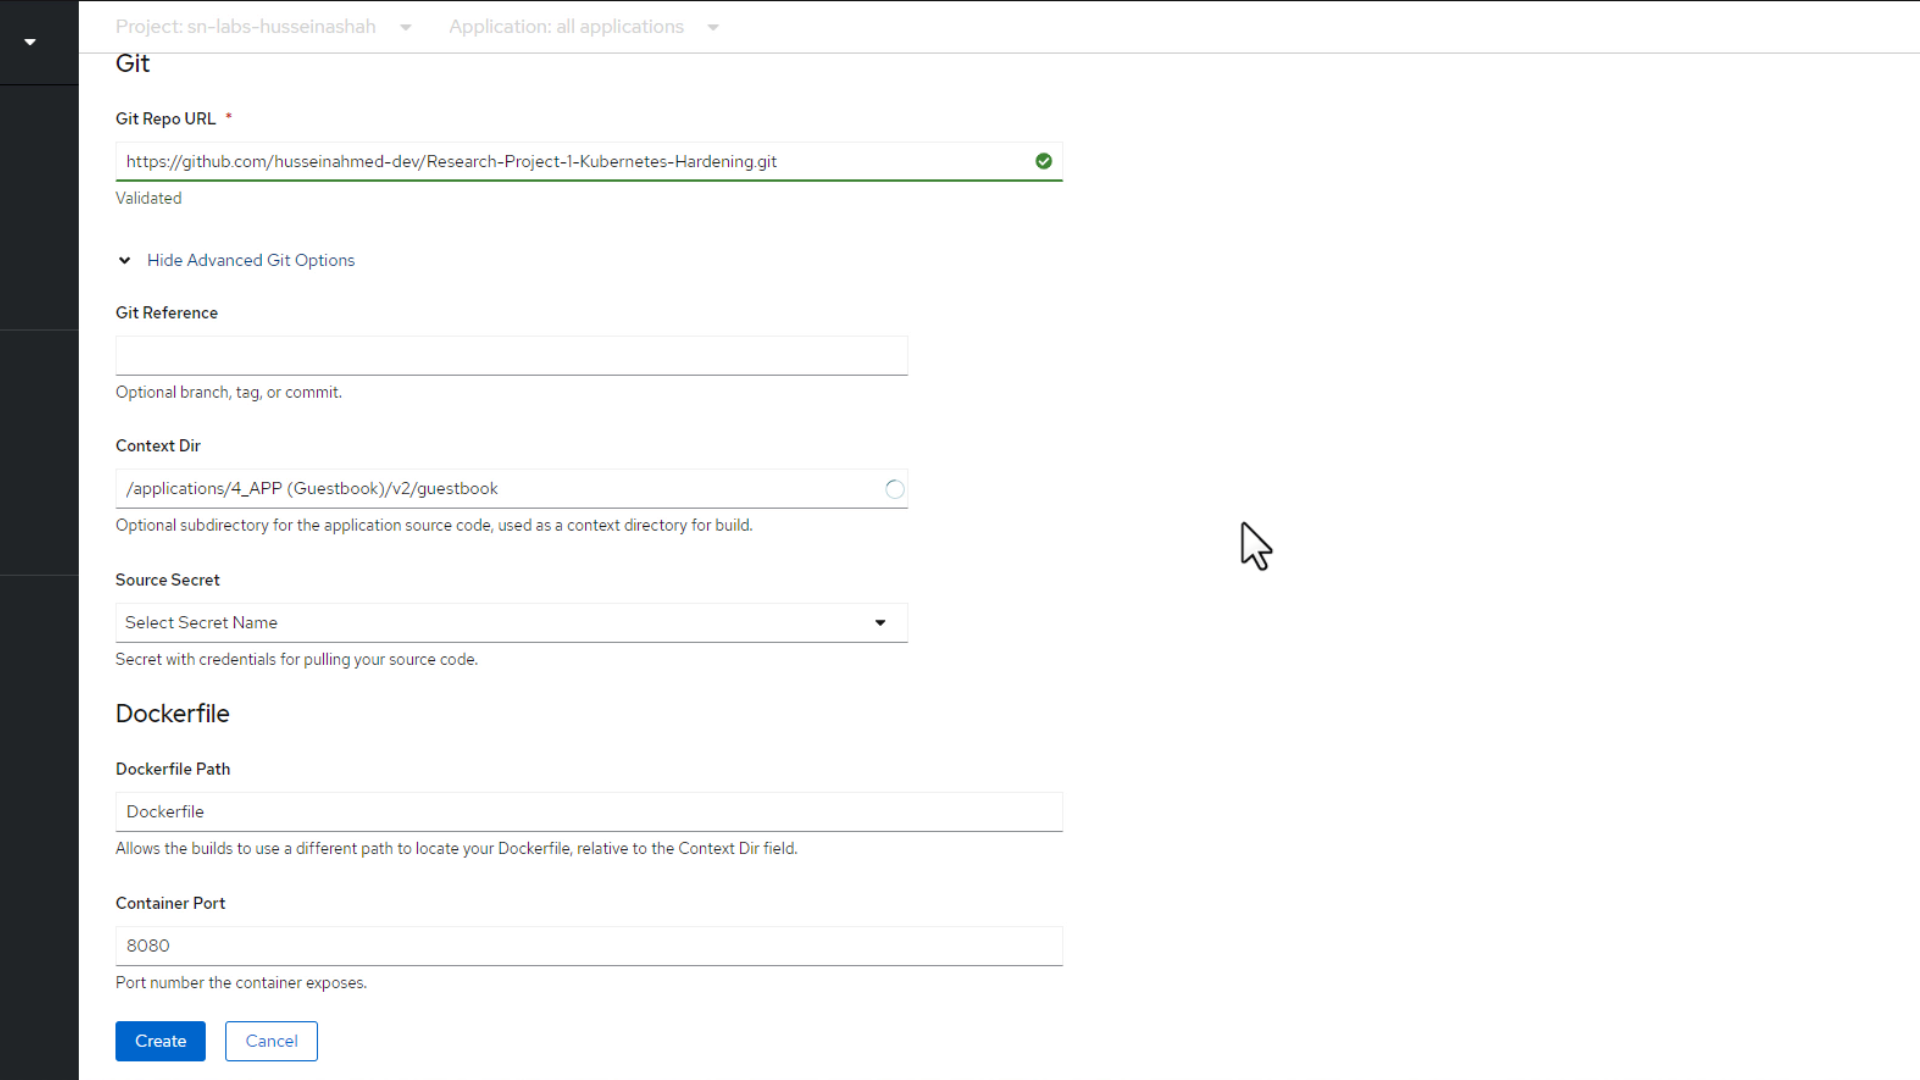 Project: sn-labs-husseinashah
Application: all applications
Git
Git Repo URL *
https://github.com/husseinahmed-dev/Research-Project-1-Kubernetes-Hardening.git
Validated
Hide Advanced Git Options
Git Reference
Optional branch, tag, or commit.
Context Dir
/applications/4_APP (Guestbook)/v2/guestbook
Optional subdirectory for the application source code, used as a context directory for build.
Source Secret
Select Secret Name
Secret with credentials for pulling your source code.
Dockerfile
Dockerfile Path
Dockerfile
Allows the builds to use a different path to locate your Dockerfile, relative to the Context Dir field.
Container Port
8080
Port number the container exposes.
Create
Cancel